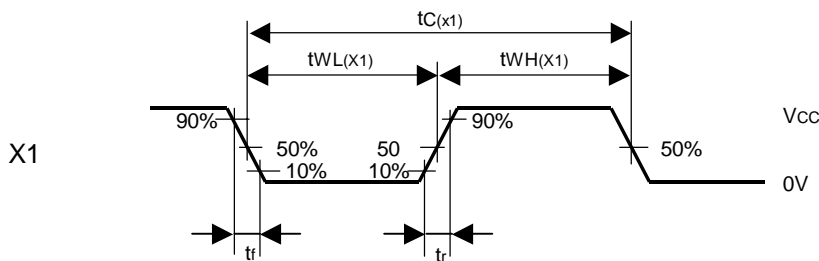 tC(x1)
tWL(X1) tWH(X1)
90% 90% VCC
X1 50% 50 50%
10% 10% 0V
tf tr